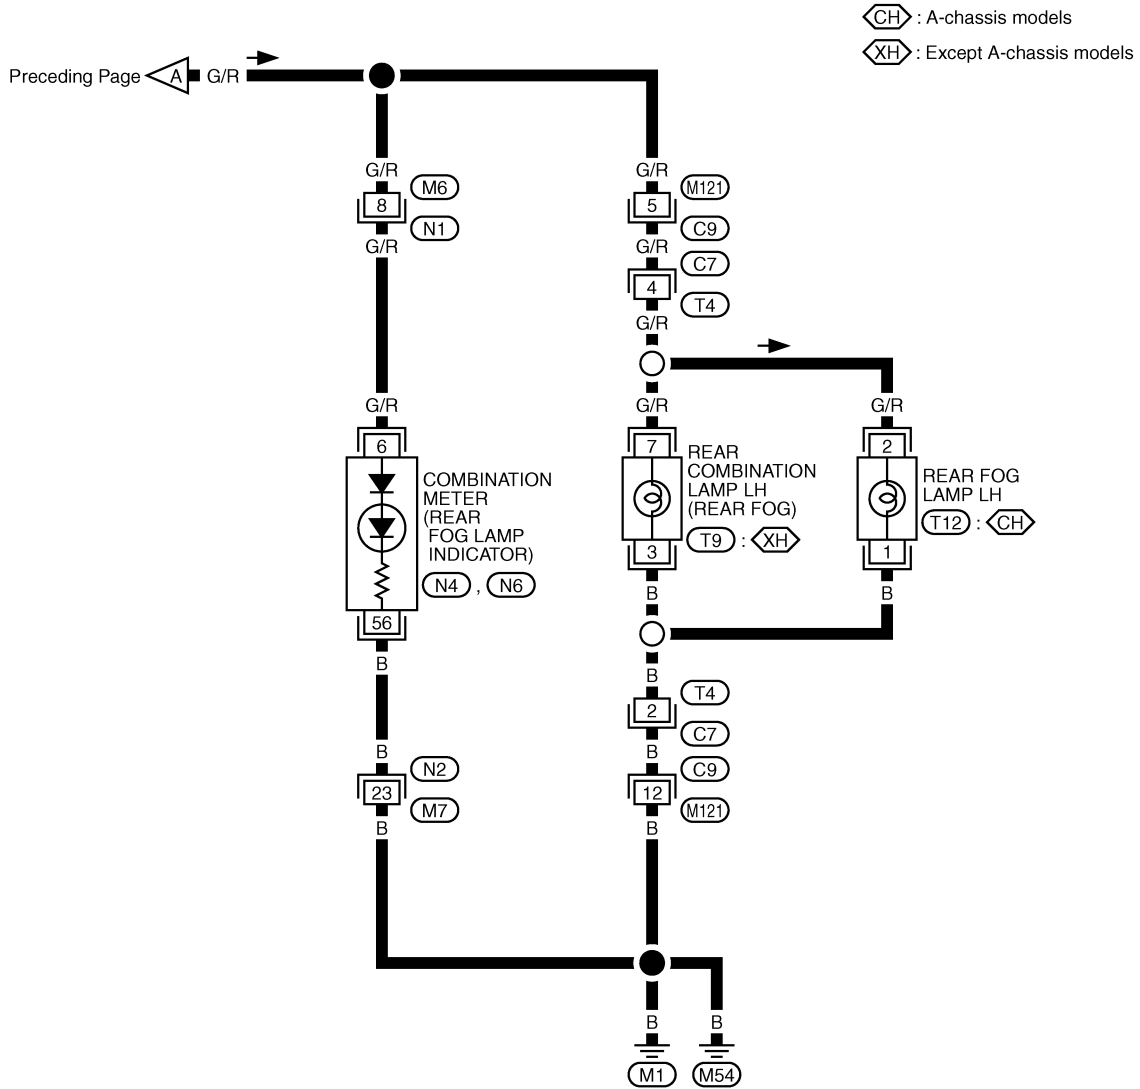 CH : A-chassis models
XH : Except A-chassis models
Preceding Page A G/R
G/R G/R
8 M6 5 M121
N1 C9
G/R G/R
C7
4
T4
G/R
G/R G/R G/R
6 7 2
REAR
COMBINATION
LAMP LH
(REAR FOG)
T9 : XH
COMBINATION
METER
(REAR
FOG LAMP
INDICATOR)
N4 , N6
REAR FOG
LAMP LH
T12 : CH
3 1
B B
56
B B
T4
2
C7
B B
N2 C9
23 12
M7 M121
B B
B B
M1 M54